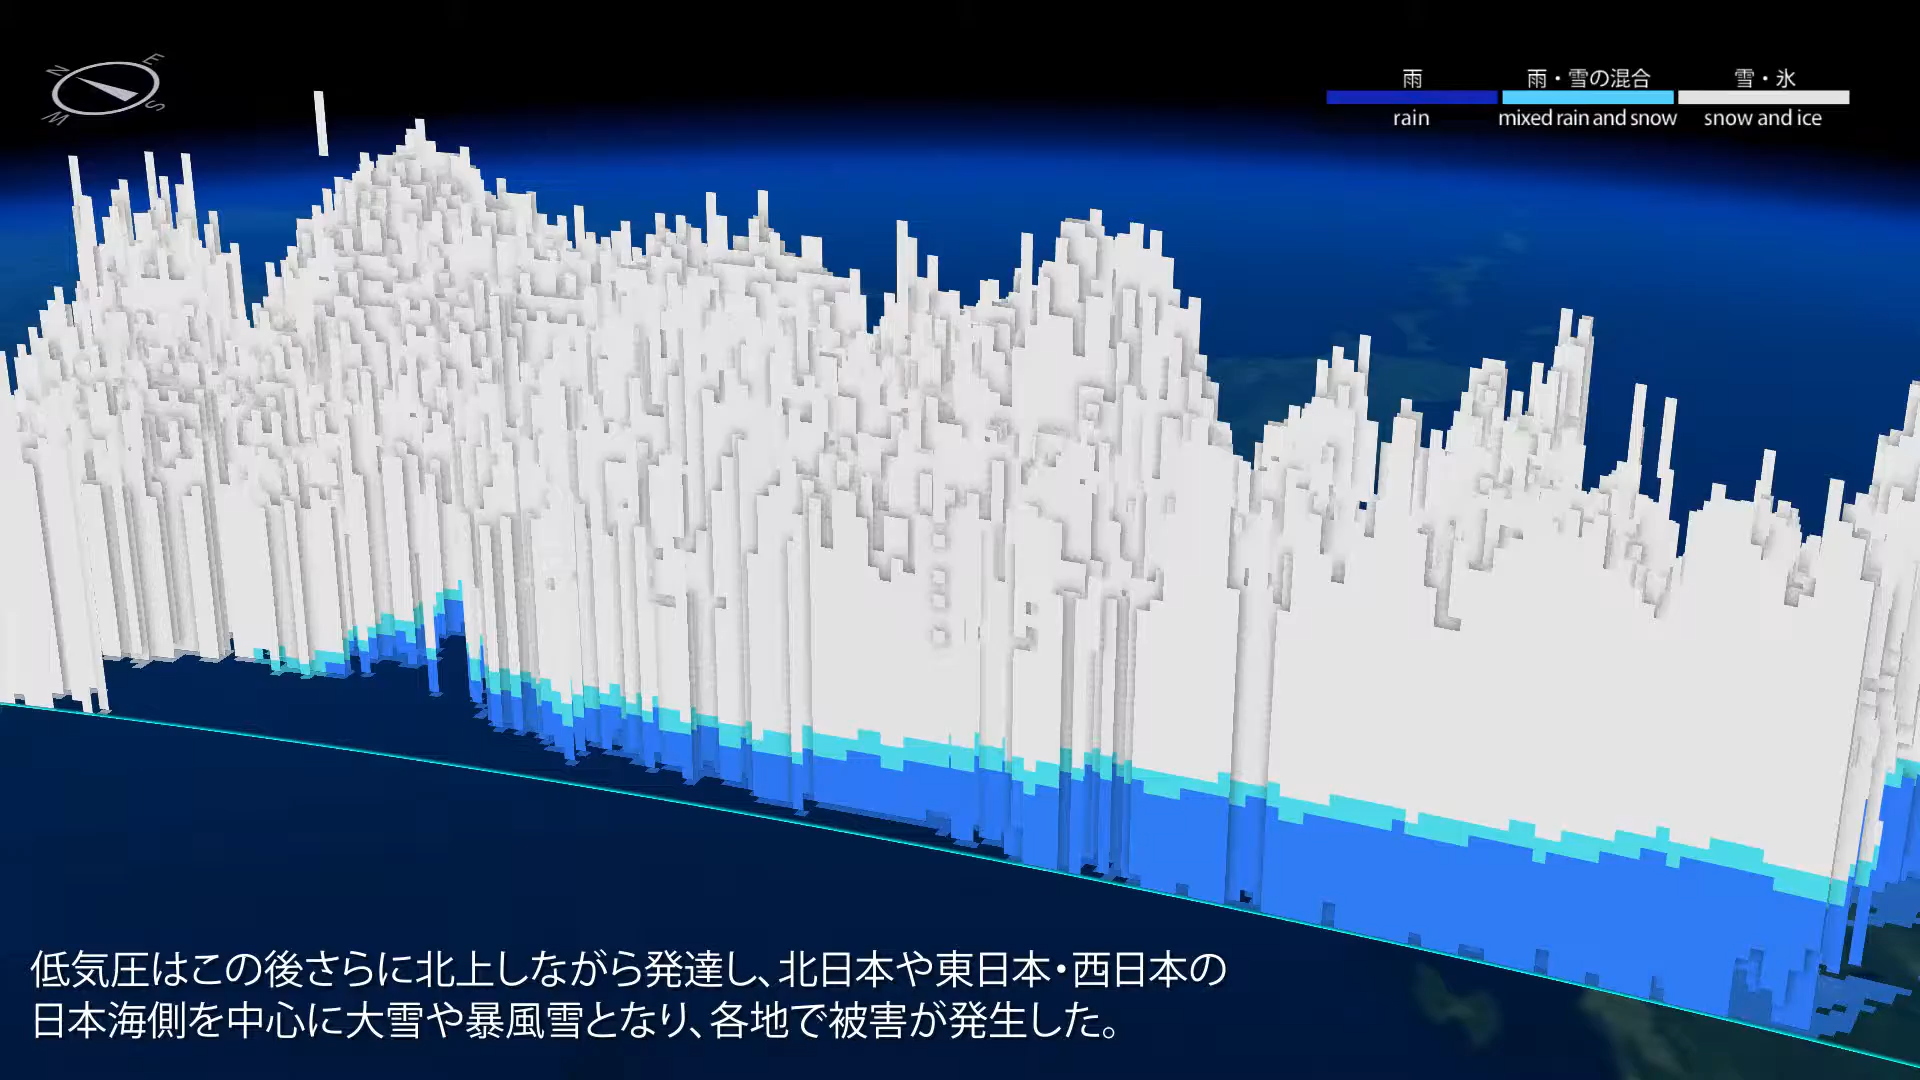 N
E
W
S
雨
雨・雪の混合
雪・氷
rain
mixed rain and snow
snow and ice
低気圧はこの後さらに北上しながら発達し、北日本や東日本・西日本の
日本海側を中心に大雪や暴風雪となり、各地で被害が発生した。